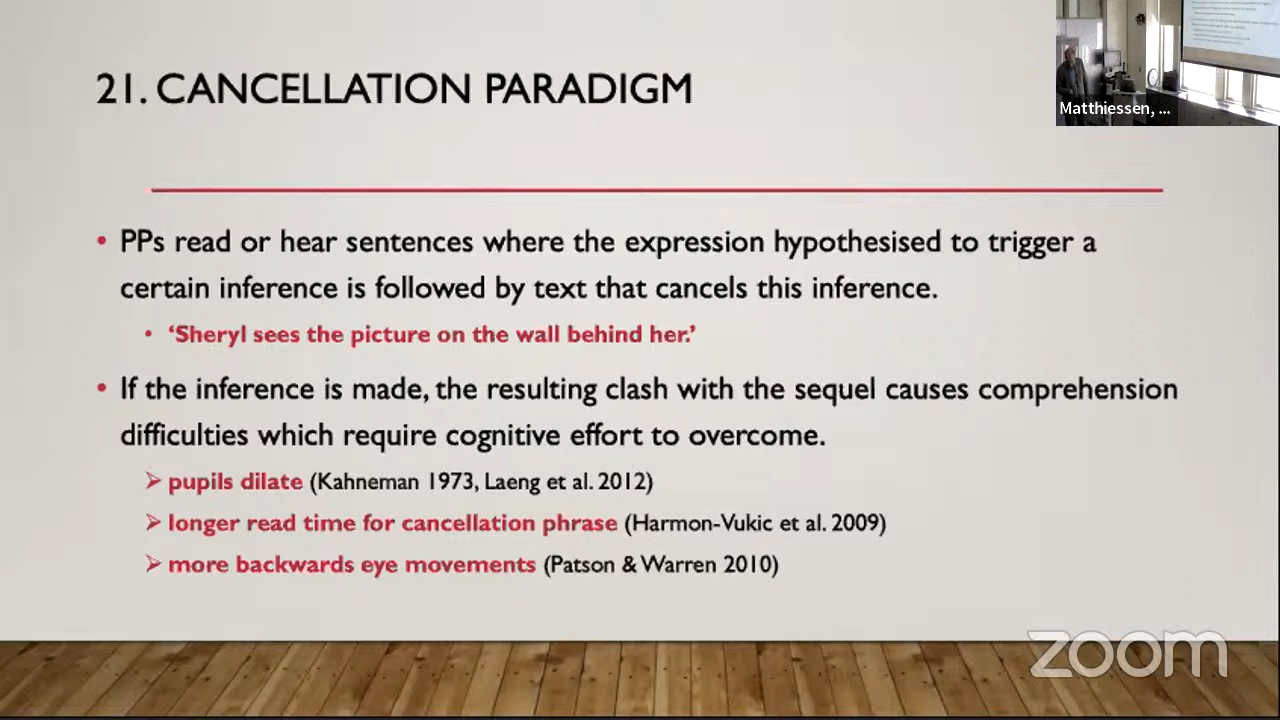 21. CANCELLATION PARADIGM
Matthiessen, ...
• PPs read or hear sentences where the expression hypothesised to trigger a
certain inference is followed by text that cancels this inference.
• ‘Sheryl sees the picture on the wall behind her.’
• If the inference is made, the resulting clash with the sequel causes comprehension
difficulties which require cognitive effort to overcome.
➢ pupils dilate (Kahneman 1973, Laeng et al. 2012)
➢ longer read time for cancellation phrase (Harmon-Vukic et al. 2009)
➢ more backwards eye movements (Patson & Warren 2010)
zoom